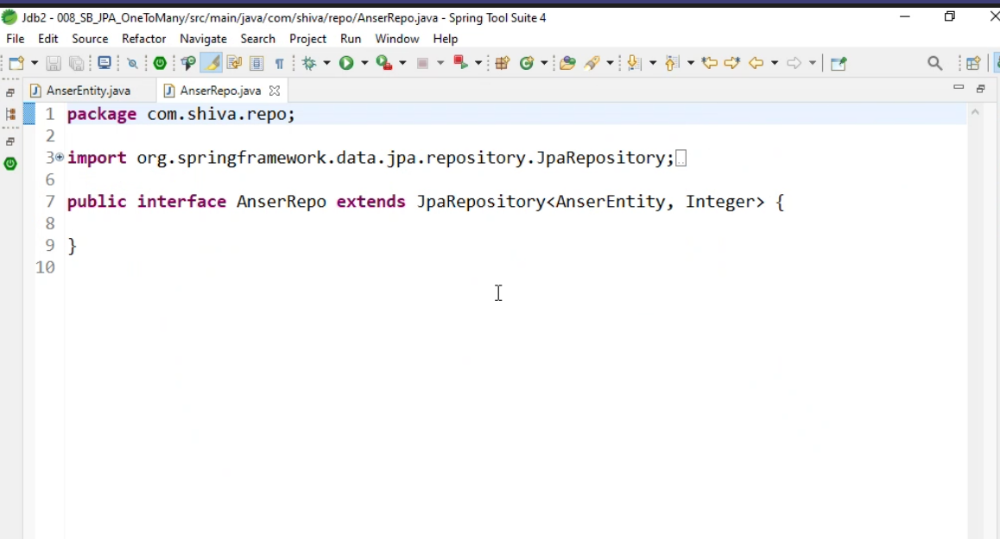 Jdb2 - 008_SB_JPA_OneToMany/src/main/java/com/shiva/repo/AnserRepo.java - Spring Tool Suite 4
File Edit Source Refactor Navigate Search Project Run Window Help
AnserEntity.java AnserRepo.java
1 package com.shiva.repo;
2
3 import org.springframework.data.jpa.repository.JpaRepository;
6
7 public interface AnserRepo extends JpaRepository<AnserEntity, Integer> {
8
9 }
10